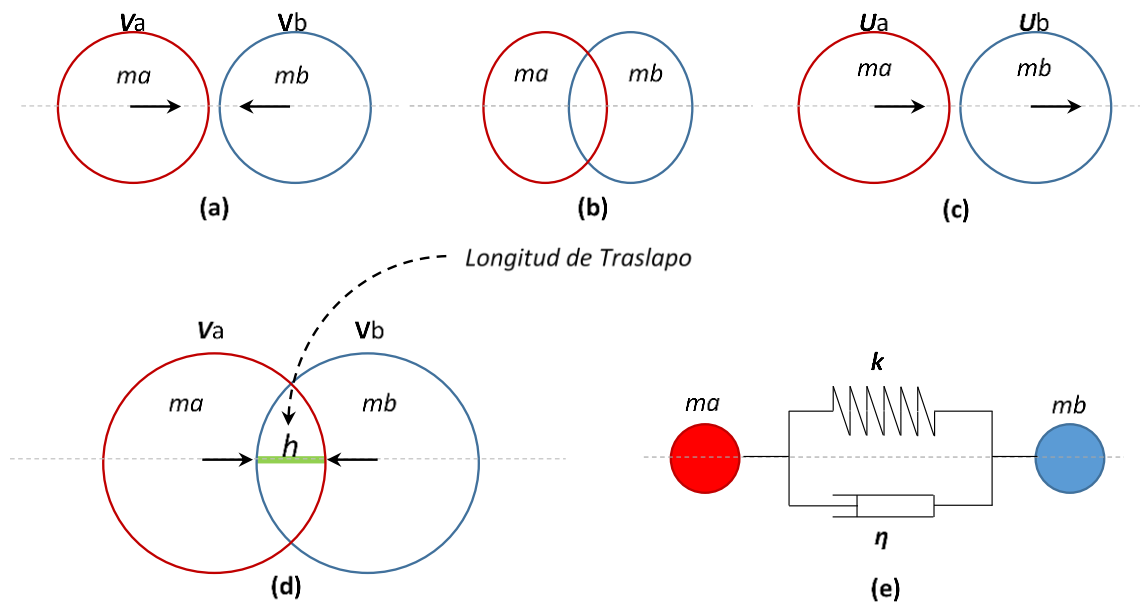 Va Vb
ma mb
(a)
ma mb
(b)
Ua Ub
ma mb
(c)
Longitud de Traslapo
Va Vb
ma mb
h
(d)
k
ma mb
η
(e)